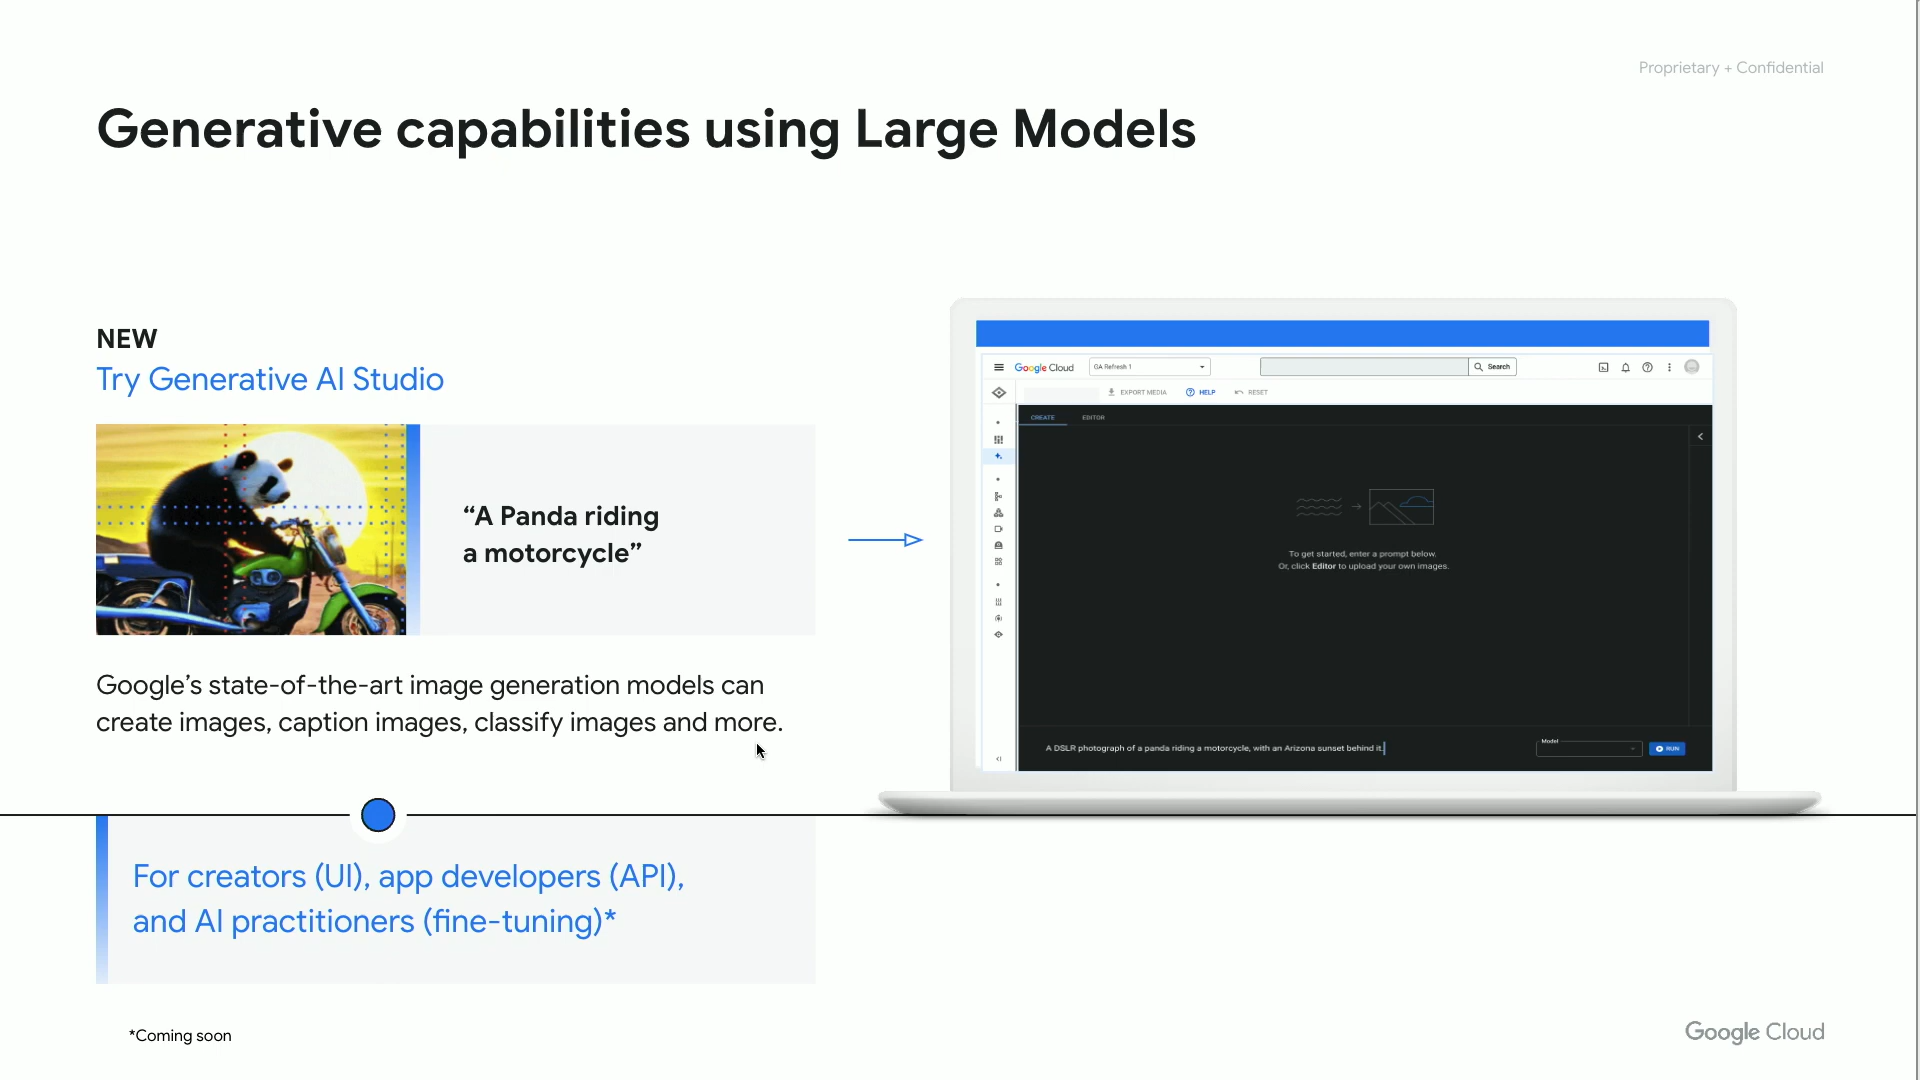 Proprietary + Confidential
Generative capabilities using Large Models
NEW
Try Generative AI Studio
“A Panda riding
a motorcycle”
Google’s state-of-the-art image generation models can
create images, caption images, classify images and more.
For creators (UI), app developers (API),
and AI practitioners (fine-tuning)*
*Coming soon
Google Cloud
GA Refresh 1
Search
EXPORT MEDIA
HELP
RESET
CREATE
EDITOR
To get started, enter a prompt below.
Or, click Editor to upload your own images.
A DSLR photograph of a panda riding a motorcycle, with an Arizona sunset behind it.
Model
RUN
Google Cloud